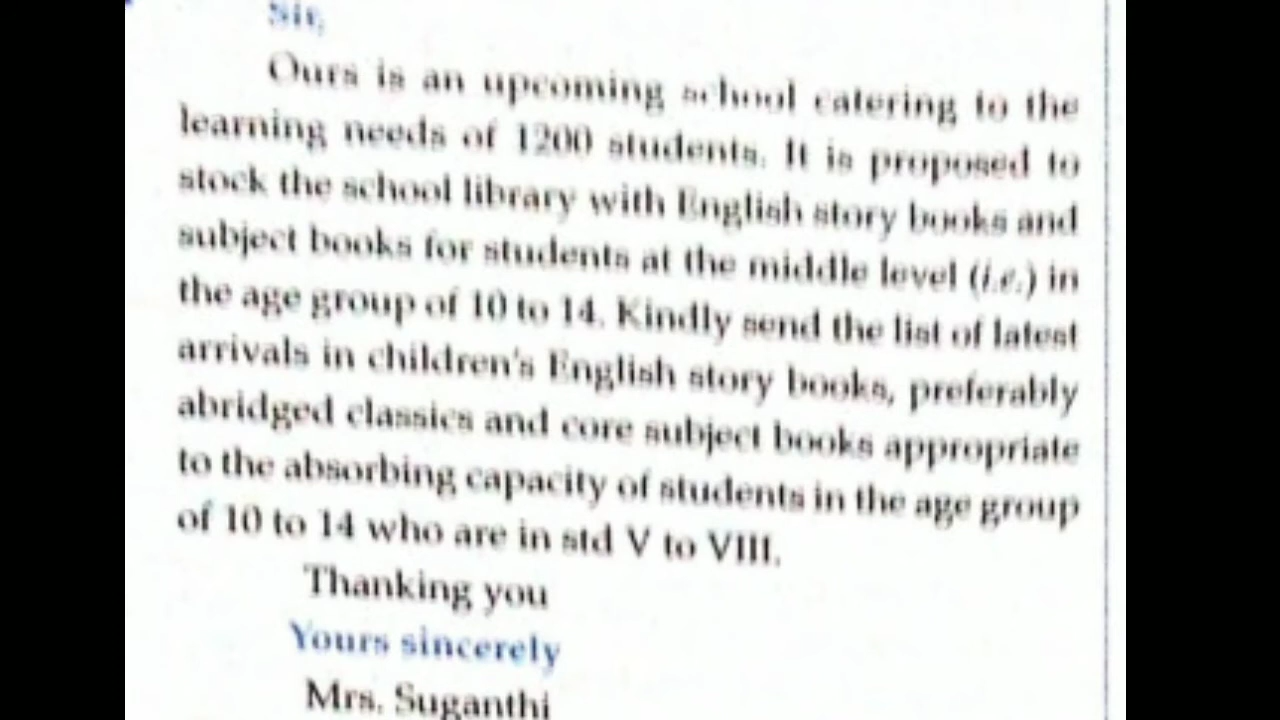 Sir,
Ours is an upcoming school catering to the
learning needs of 1200 students. It is proposed to
stock the school library with English story books and
subject books for students at the middle level (i.e.) in
the age group of 10 to 14. Kindly send the list of latest
arrivals in children's English story books, preferably
abridged classics and core subject books appropriate
to the absorbing capacity of students in the age group
of 10 to 14 who are in std V to VIII.
Thanking you
Yours sincerely
Mrs. Suganthi